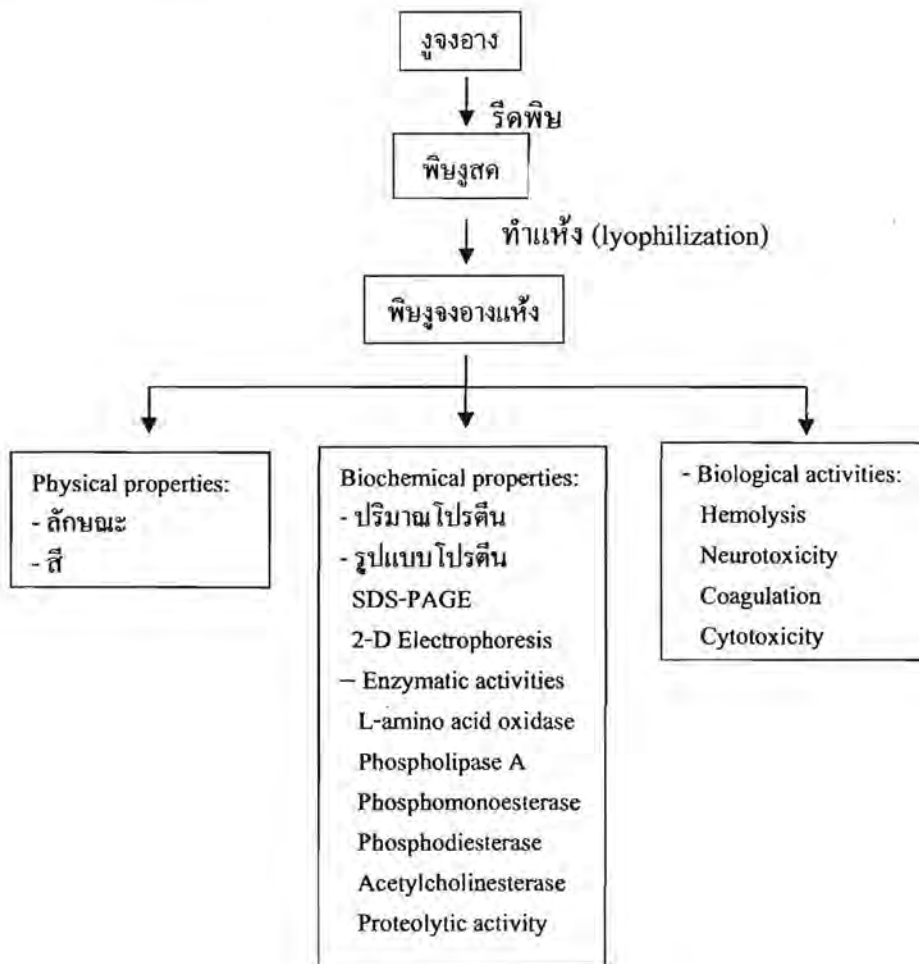 งูจงอาง
รีดพิษ
พิษงูสด
ทำแห้ง (lyophilization)
พิษงูจงอางแห้ง
Physical properties:
- ลักษณะ
- สี
Biochemical properties:
- ปริมาณโปรตีน
- รูปแบบโปรตีน
SDS-PAGE
2-D Electrophoresis
– Enzymatic activities
L-amino acid oxidase
Phospholipase A
Phosphomonoesterase
Phosphodiesterase
Acetylcholinesterase
Proteolytic activity
- Biological activities:
Hemolysis
Neurotoxicity
Coagulation
Cytotoxicity